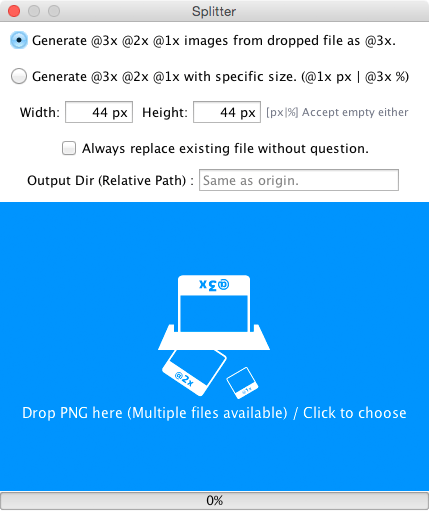 Splitter
Generate @3x @2x @1x images from dropped file as @3x.
Generate @3x @2x @1x with specific size. (@1x px | @3x %)
Width: 44 px Height: 44 px [px|%] Accept empty either
Always replace existing file without question.
Output Dir (Relative Path) : Same as origin.
@3x
@2x
@1x
Drop PNG here (Multiple files available) / Click to choose
0%